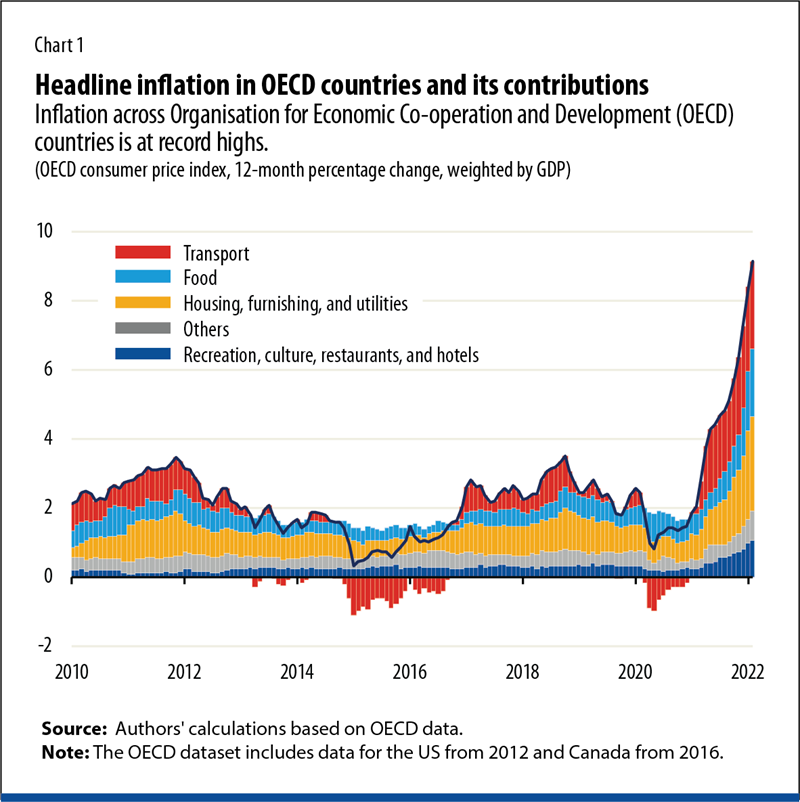 Chart 1
Headline inflation in OECD countries and its contributions
Inflation across Organisation for Economic Co-operation and Development (OECD)
countries is at record highs.
(OECD consumer price index, 12-month percentage change, weighted by GDP)
10
Transport
Food
8
Housing, furnishing, and utilities
Others
Recreation, culture, restaurants, and hotels
6
4
2
0
-2
2010 2012 2014 2016 2018 2020 2022
Source: Authors' calculations based on OECD data.
Note: The OECD dataset includes data for the US from 2012 and Canada from 2016.